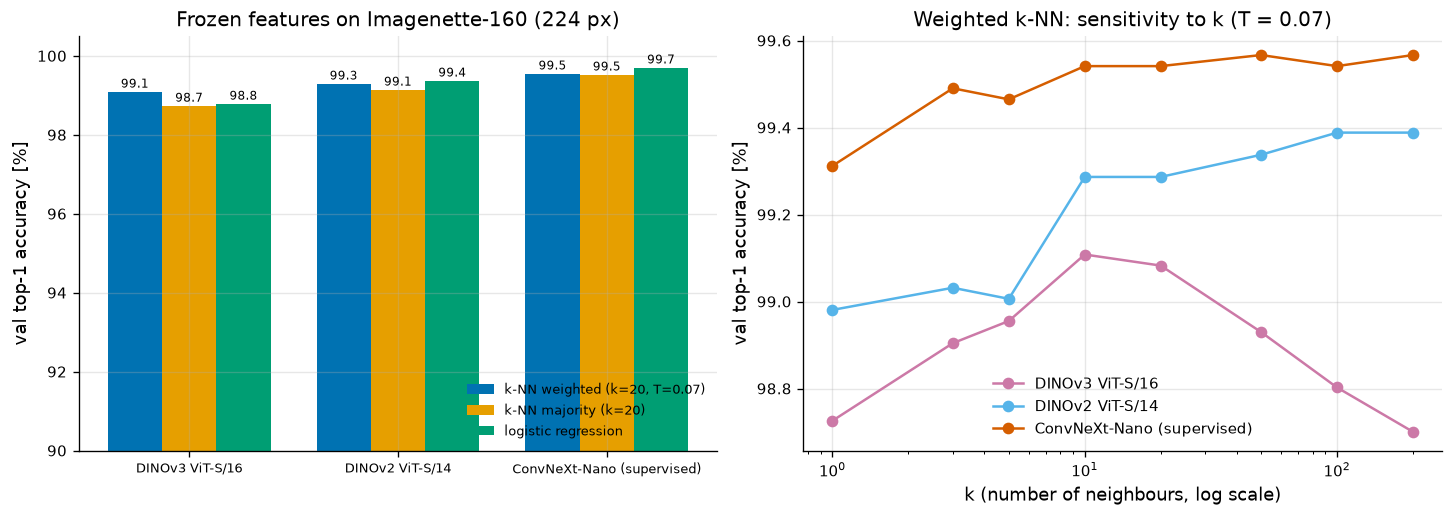 Frozen features on Imagenette-160 (224 px)
val top-1 accuracy [%]
100
98
96
94
92
90
99.1
98.7
98.8
99.3
99.1
99.4
99.5
99.5
99.7
k-NN weighted (k=20, T=0.07)
k-NN majority (k=20)
logistic regression
DINOv3 ViT-S/16
DINOv2 ViT-S/14
ConvNeXt-Nano (supervised)
Weighted k-NN: sensitivity to k (T = 0.07)
val top-1 accuracy [%]
99.6
99.4
99.2
99.0
98.8
DINOv3 ViT-S/16
DINOv2 ViT-S/14
ConvNeXt-Nano (supervised)
10⁰
10¹
10²
k (number of neighbours, log scale)